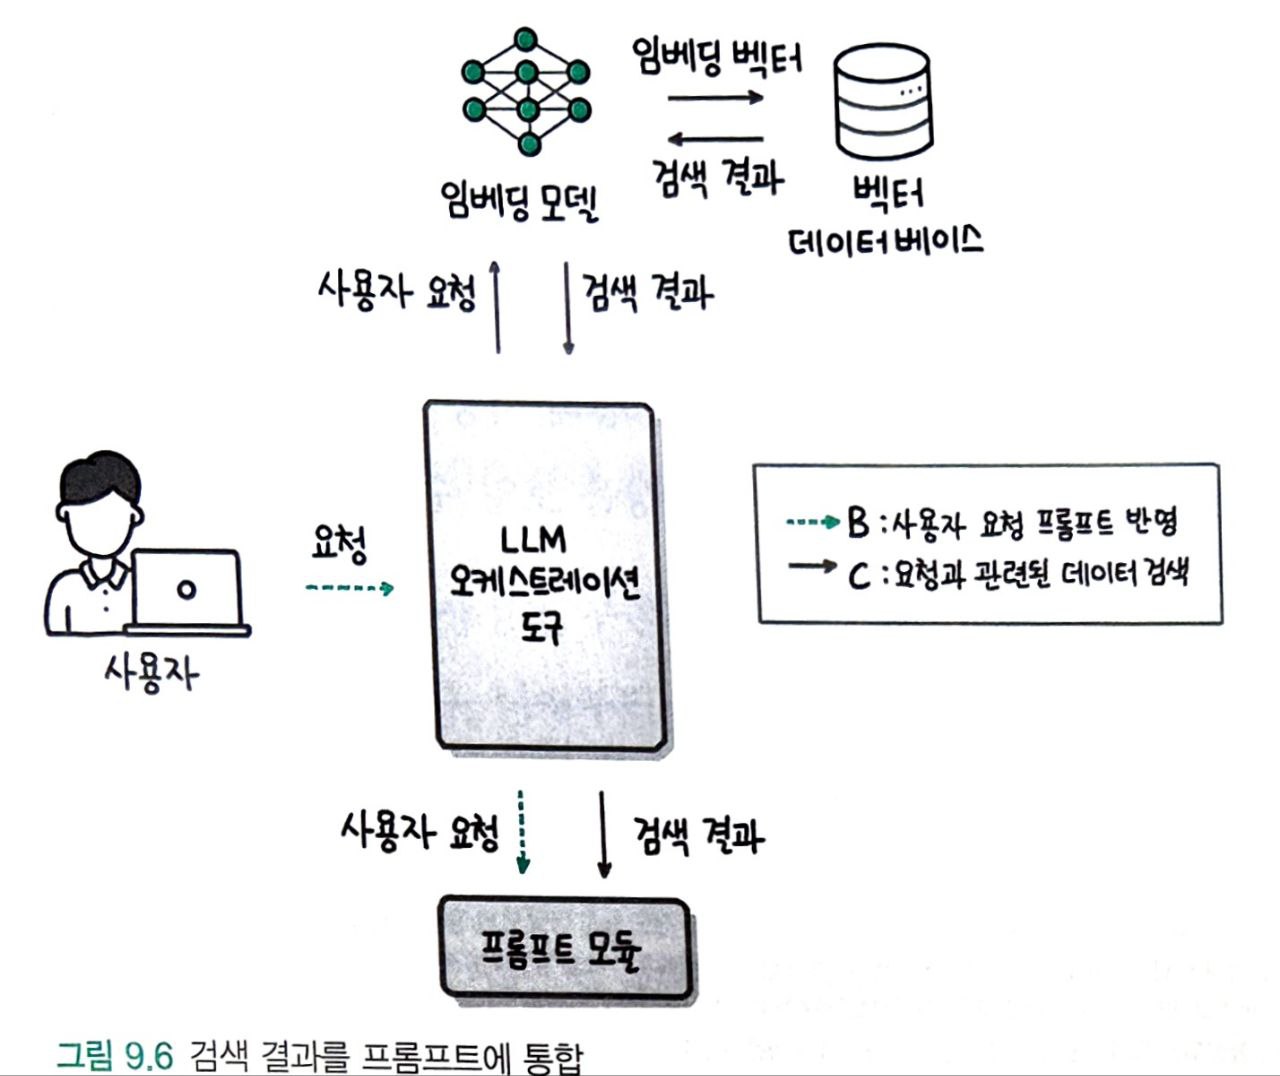 임베딩 벡터
검색 결과
임베딩 모델
벡터
데이터베이스
사용자 요청
검색 결과
요청
LLM
오케스트레이션
도구
B : 사용자 요청 프롬프트 반영
C : 요청과 관련된 데이터 검색
사용자
사용자 요청
검색 결과
프롬프트 모듈
그림 9.6 검색 결과를 프롬프트에 통합